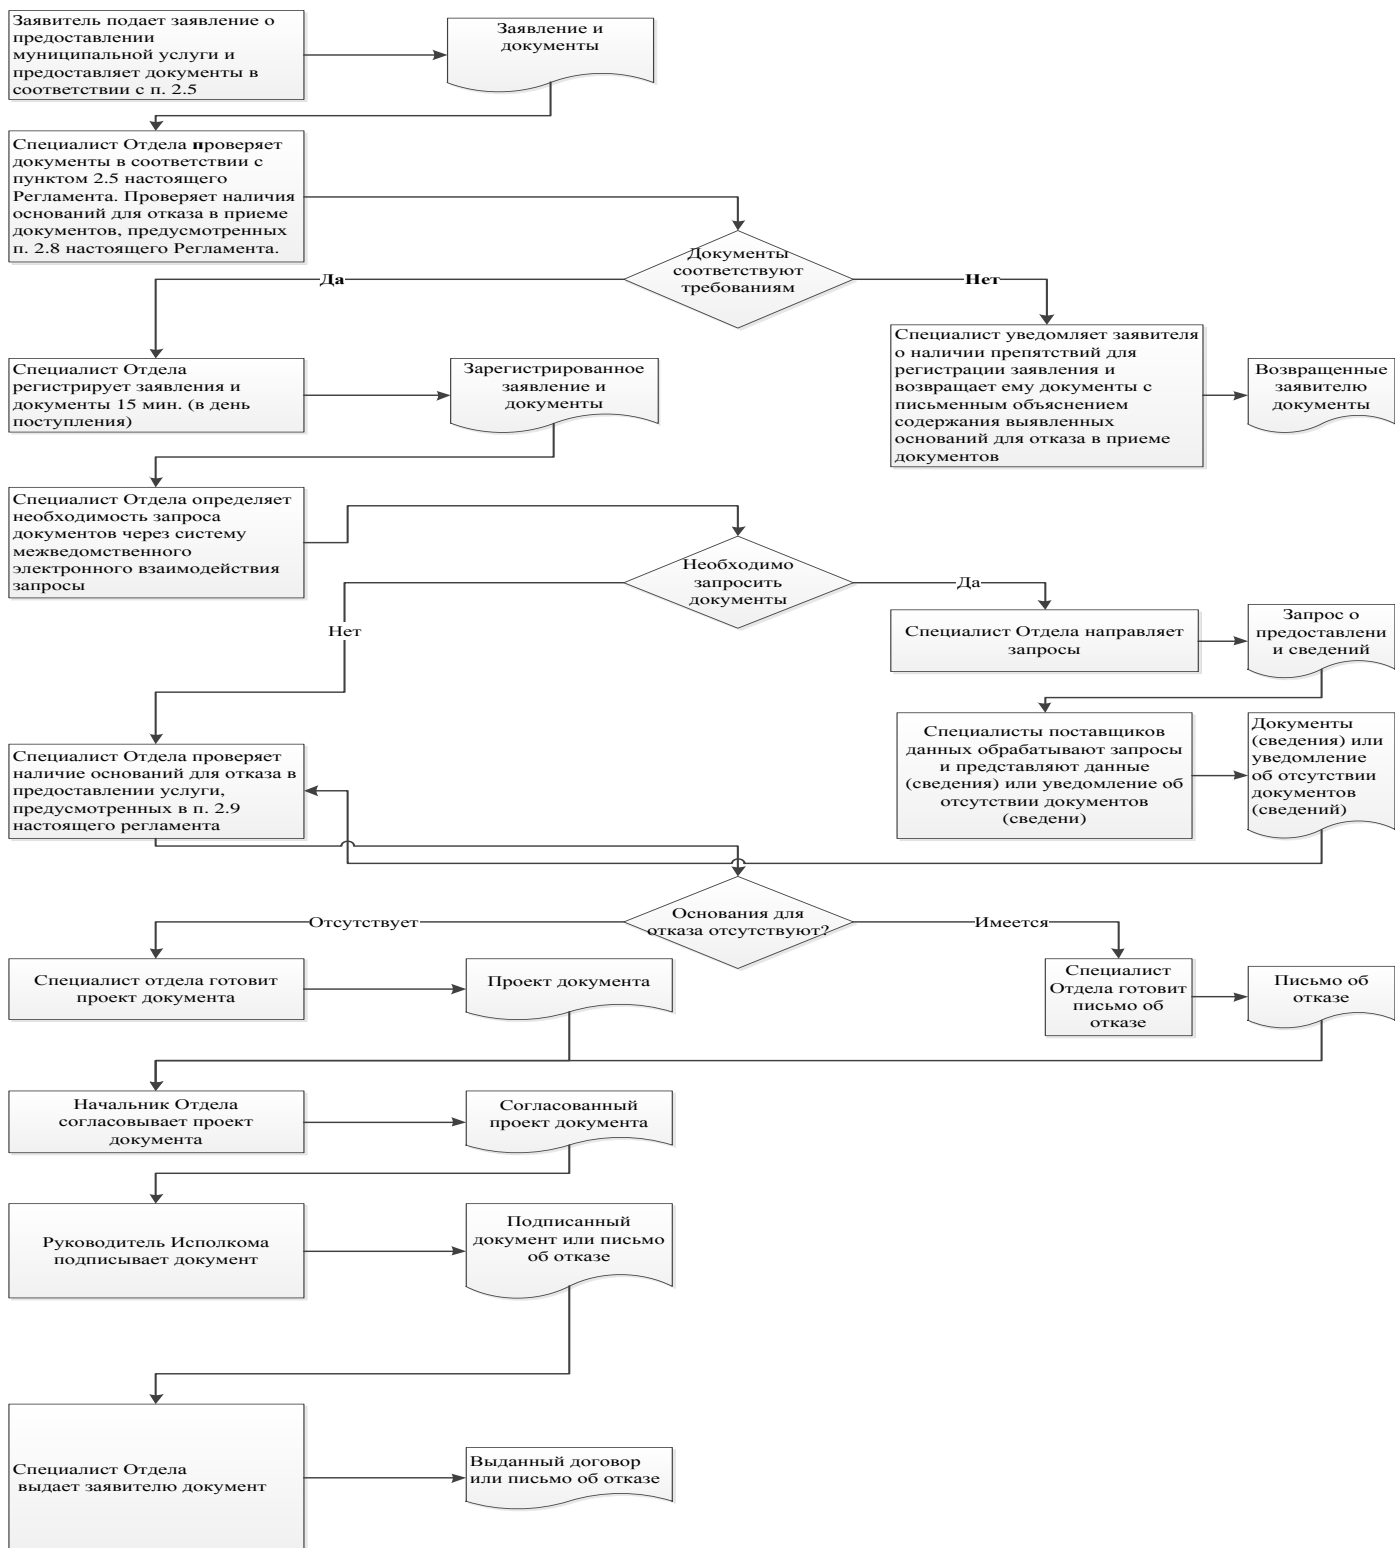 Заявитель подает заявление о
предоставлении
муниципальной услуги и
предоставляет документы в
соответствии с п. 2.5
Заявление и
документы
Специалист Отдела проверяет
документы в соответствии с
пунктом 2.5 настоящего
Регламента. Проверяет наличия
оснований для отказа в приеме
документов, предусмотренных
п. 2.8 настоящего Регламента.
Документы
соответствуют
требованиям
Да
Нет
Специалист Отдела
регистрирует заявления и
документы 15 мин. (в день
поступления)
Зарегистрированное
заявление и
документы
Специалист уведомляет заявителя
о наличии препятствий для
регистрации заявления и
возвращает ему документы с
письменным объяснением
содержания выявленных
оснований для отказа в приеме
документов
Возвращенные
заявителю
документы
Специалист Отдела определяет
необходимость запроса
документов через систему
межведомственного
электронного взаимодействия
запросы
Необходимо
запросить
документы
Да
Нет
Специалист Отдела направляет
запросы
Запрос о
предоставлени
и сведений
Специалисты поставщиков
данных обрабатывают запросы
и представляют данные
(сведения) или уведомление об
отсутствии документов
(сведени)
Документы
(сведения) или
уведомление
об отсутствии
документов
(сведений)
Специалист Отдела проверяет
наличие оснований для отказа в
предоставлении услуги,
предусмотренных в п. 2.9
настоящего регламента
Основания для
отказа отсутствуют?
Отсутствует
Имеется
Специалист отдела готовит
проект документа
Проект документа
Специалист
Отдела готовит
письмо об
отказе
Письмо об
отказе
Начальник Отдела
согласовывает проект
документа
Согласованный
проект документа
Руководитель Исполкома
подписывает документ
Подписанный
документ или письмо
об отказе
Специалист Отдела
выдает заявителю документ
Выданный договор
или письмо об отказе